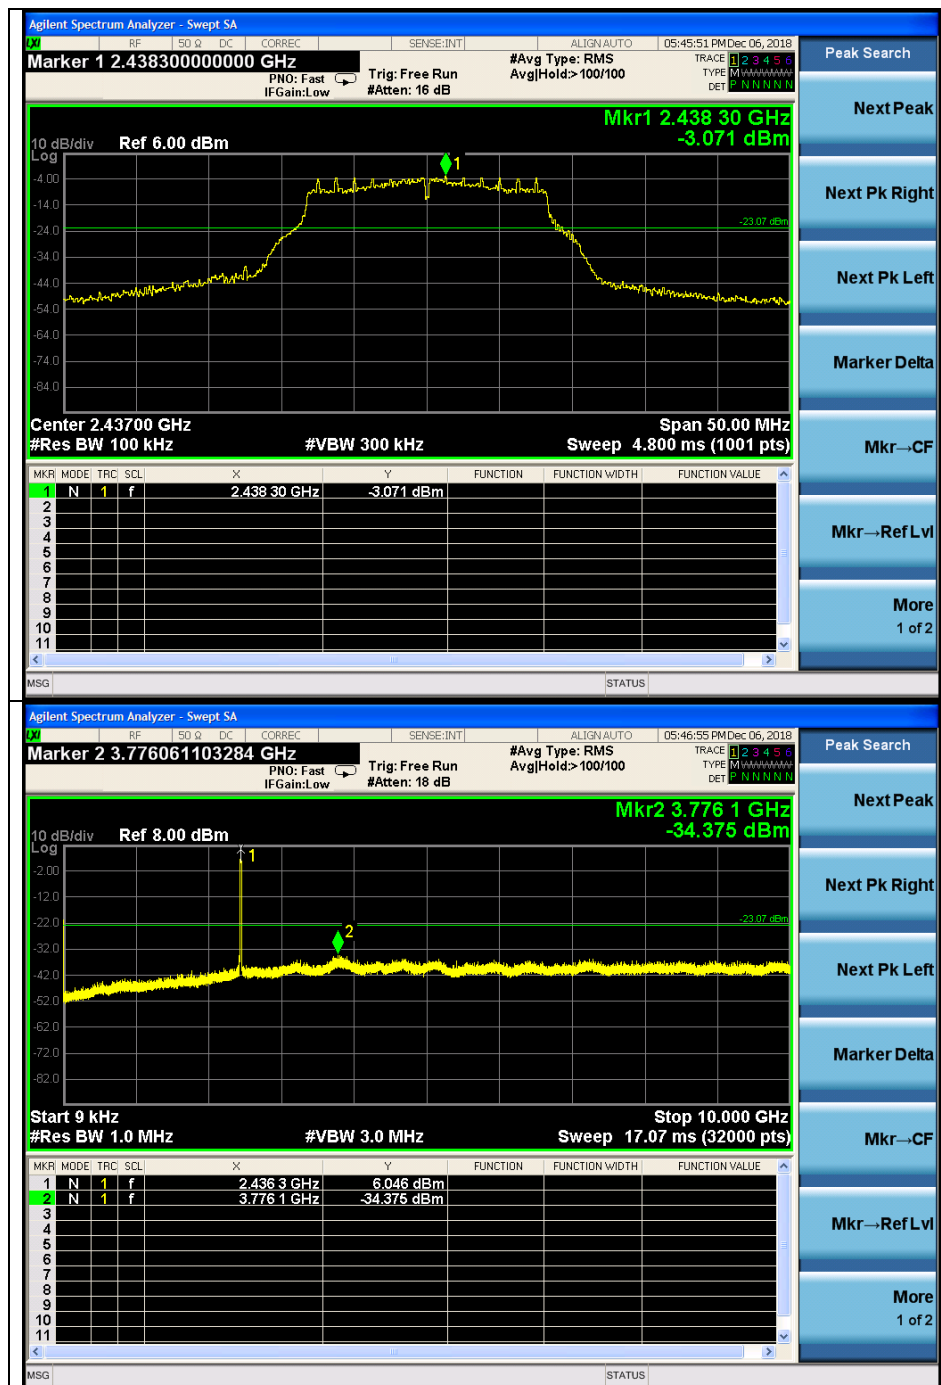 Agilent Spectrum Analyzer - Swept SA
LXI RF 50 Ω DC CORREC SENSE:INT ALIGN AUTO 05:45:51 PM Dec 06, 2018
Marker 1 2.438300000000 GHz
PNO: Fast
IFGain:Low
Trig: Free Run
#Atten: 16 dB
#Avg Type: RMS
Avg|Hold:>100/100
TRACE 1 2 3 4 5 6
TYPE M WWWWW
DET P N N N N N
Mkr1 2.438 30 GHz
-3.071 dBm
10 dB/div Ref 6.00 dBm
Log
1
-4.00
-14.0
-23.07 dBm
-24.0
-34.0
-44.0
-54.0
-64.0
-74.0
-84.0
Center 2.43700 GHz Span 50.00 MHz
#Res BW 100 kHz #VBW 300 kHz Sweep 4.800 ms (1001 pts)
MKR MODE TRC SCL X Y FUNCTION FUNCTION WIDTH FUNCTION VALUE
1 N 1 f 2.438 30 GHz -3.071 dBm
2
3
4
5
6
7
8
9
10
11
MSG STATUS
Peak Search
Next Peak
Next Pk Right
Next Pk Left
Marker Delta
Mkr→CF
Mkr→Ref Lvl
More
1 of 2
Agilent Spectrum Analyzer - Swept SA
LXI RF 50 Ω DC CORREC SENSE:INT ALIGN AUTO 05:46:55 PM Dec 06, 2018
Marker 2 3.776061103284 GHz
PNO: Fast
IFGain:Low
Trig: Free Run
#Atten: 18 dB
#Avg Type: RMS
Avg|Hold:>100/100
TRACE 1 2 3 4 5 6
TYPE M WWWWW
DET P N N N N N
Mkr2 3.776 1 GHz
-34.375 dBm
10 dB/div Ref 8.00 dBm
Log
1
-2.00
-12.0
-22.0
-23.07 dBm
2
-32.0
-42.0
-52.0
-62.0
-72.0
-82.0
Start 9 kHz Stop 10.000 GHz
#Res BW 1.0 MHz #VBW 3.0 MHz Sweep 17.07 ms (32000 pts)
MKR MODE TRC SCL X Y FUNCTION FUNCTION WIDTH FUNCTION VALUE
1 N 1 f 2.436 3 GHz 6.046 dBm
2 N 1 f 3.776 1 GHz -34.375 dBm
3
4
5
6
7
8
9
10
11
MSG STATUS
Peak Search
Next Peak
Next Pk Right
Next Pk Left
Marker Delta
Mkr→CF
Mkr→Ref Lvl
More
1 of 2